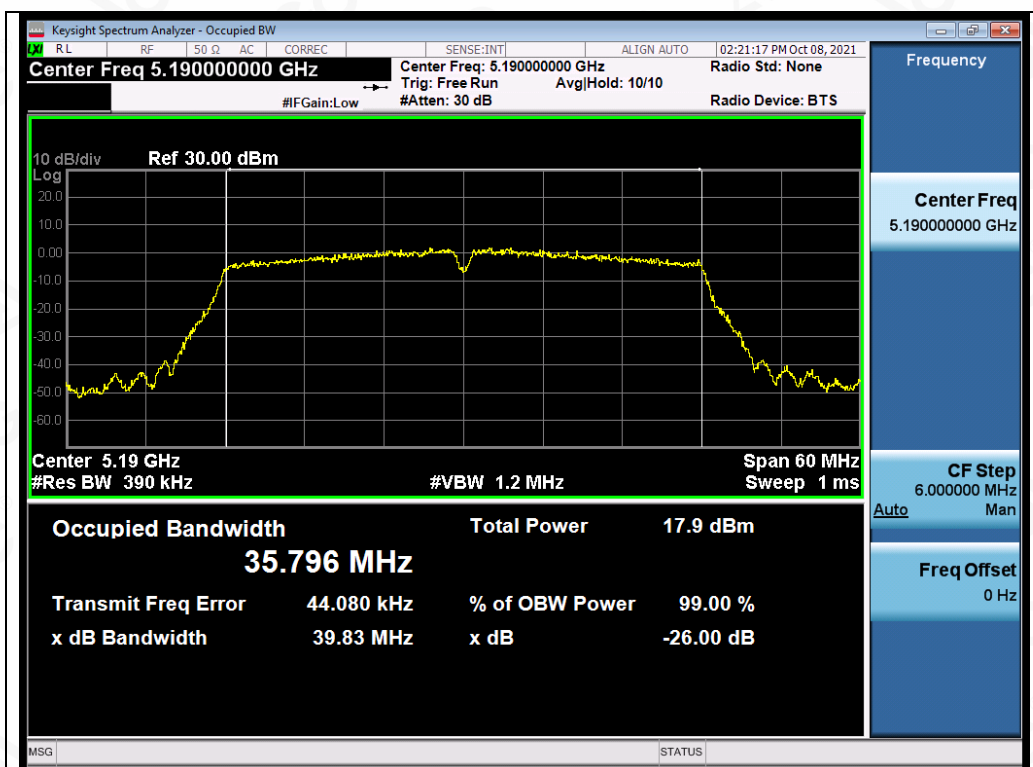 Keysight Spectrum Analyzer - Occupied BW
LXI RL RF 50 Ω AC CORREC SENSE:INT ALIGN AUTO 02:21:17 PM Oct 08, 2021
Center Freq 5.190000000 GHz Center Freq: 5.190000000 GHz Radio Std: None
Trig: Free Run Avg|Hold: 10/10
#IFGain:Low #Atten: 30 dB Radio Device: BTS
10 dB/div Ref 30.00 dBm
Log
20.0
10.0
0.00
-10.0
-20.0
-30.0
-40.0
-50.0
-60.0
Center 5.19 GHz Span 60 MHz
#Res BW 390 kHz #VBW 1.2 MHz Sweep 1 ms
Occupied Bandwidth Total Power 17.9 dBm
35.796 MHz
Transmit Freq Error 44.080 kHz % of OBW Power 99.00 %
x dB Bandwidth 39.83 MHz x dB -26.00 dB
MSG STATUS
Frequency
Center Freq
5.190000000 GHz
CF Step
6.000000 MHz
Auto Man
Freq Offset
0 Hz